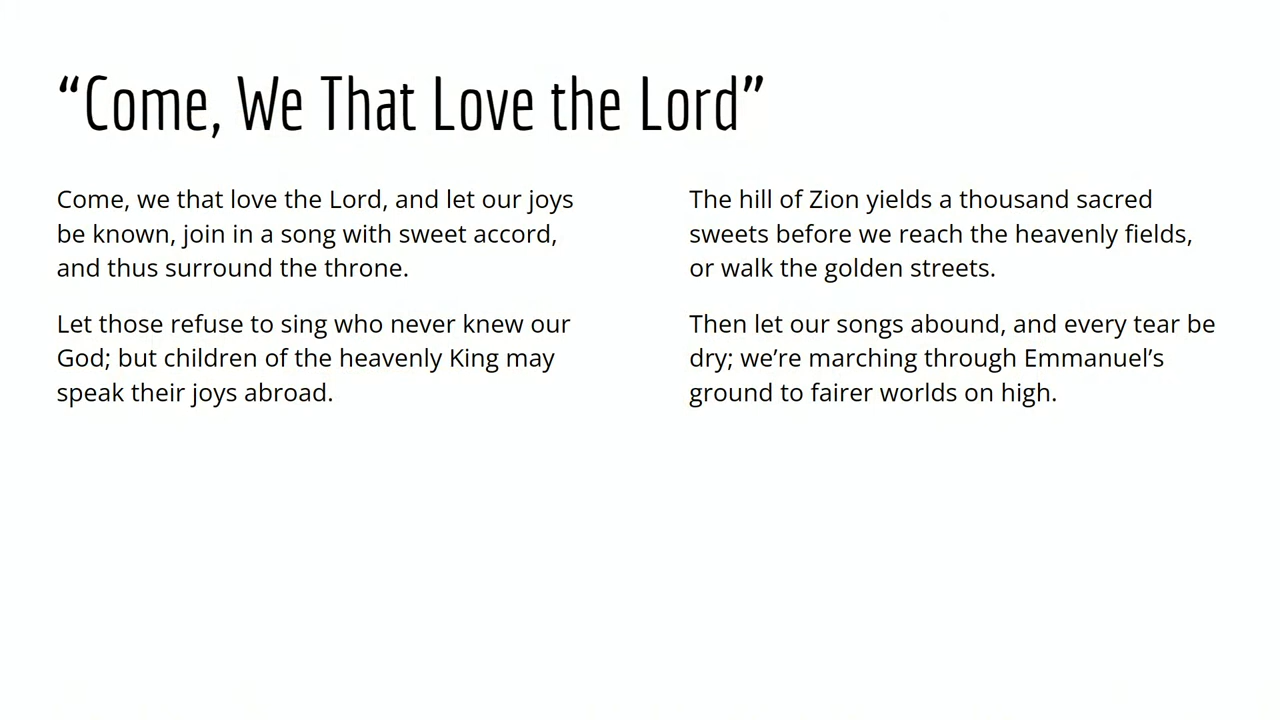 “Come, We That Love the Lord”
Come, we that love the Lord, and let our joys
be known, join in a song with sweet accord,
and thus surround the throne.
Let those refuse to sing who never knew our
God; but children of the heavenly King may
speak their joys abroad.
The hill of Zion yields a thousand sacred
sweets before we reach the heavenly fields,
or walk the golden streets.
Then let our songs abound, and every tear be
dry; we’re marching through Emmanuel’s
ground to fairer worlds on high.